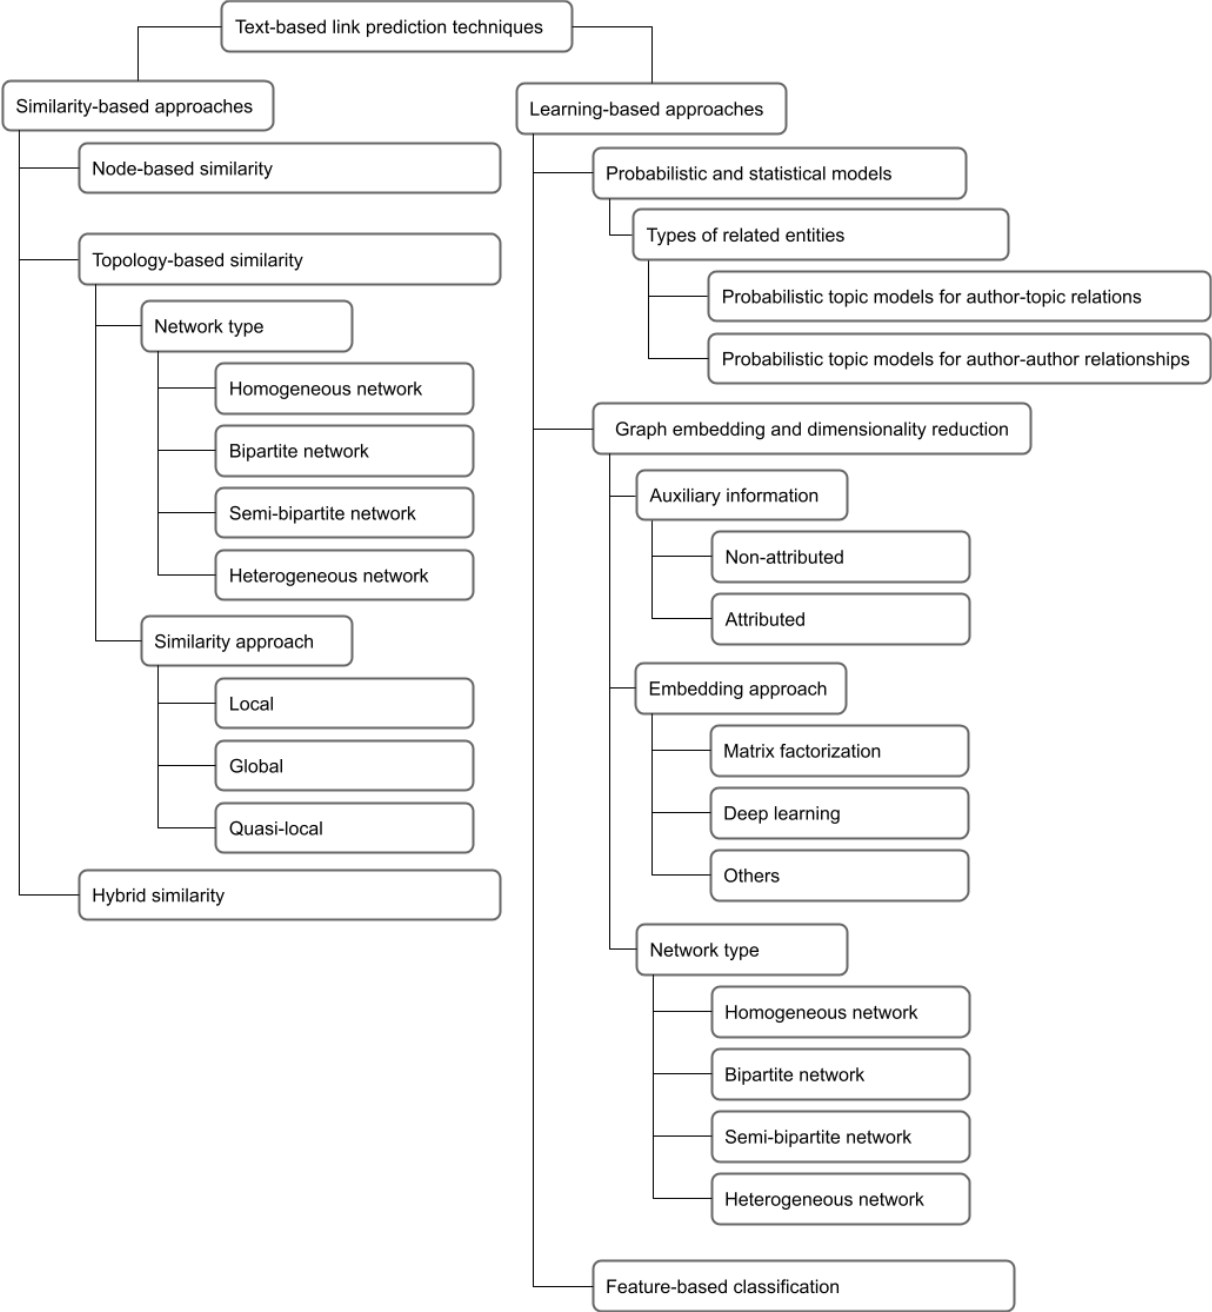 Text-based link prediction techniques
Similarity-based approaches
Node-based similarity
Topology-based similarity
Network type
Homogeneous network
Bipartite network
Semi-bipartite network
Heterogeneous network
Similarity approach
Local
Global
Quasi-local
Hybrid similarity
Learning-based approaches
Probabilistic and statistical models
Types of related entities
Probabilistic topic models for author-topic relations
Probabilistic topic models for author-author relationships
Graph embedding and dimensionality reduction
Auxiliary information
Non-attributed
Attributed
Embedding approach
Matrix factorization
Deep learning
Others
Network type
Homogeneous network
Bipartite network
Semi-bipartite network
Heterogeneous network
Feature-based classification